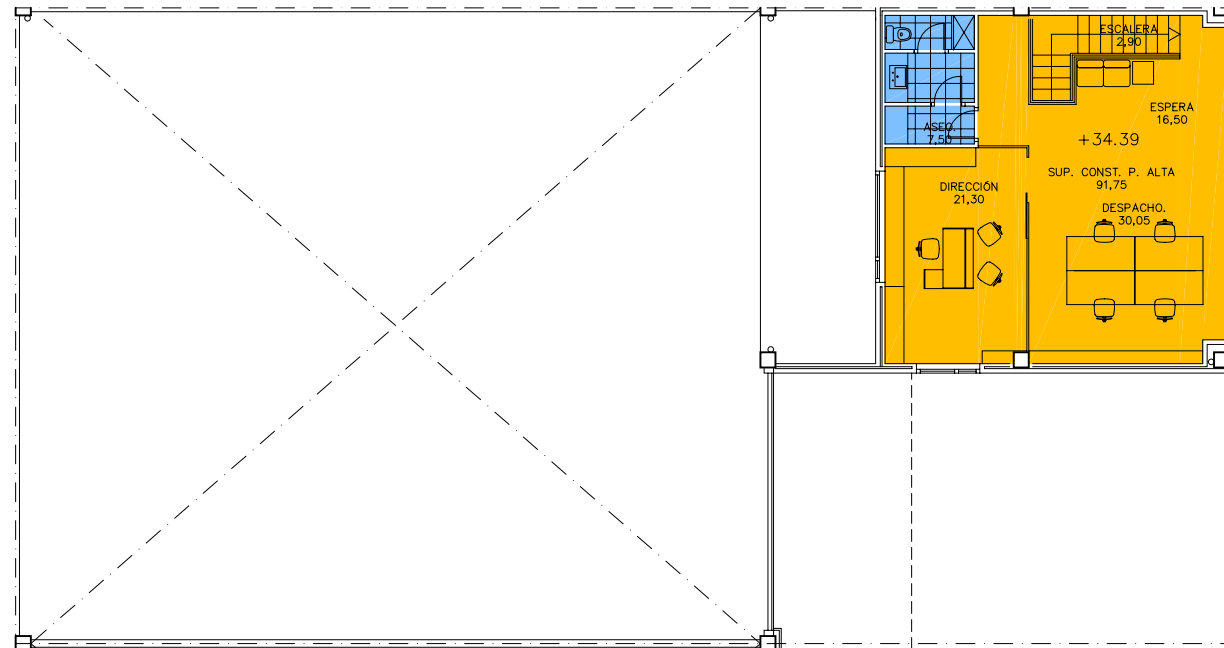 ESCALERA
2,90
ESPERA
16,50
ASEO.
7,50
+34.39
SUP. CONST. P. ALTA
91,75
DIRECCIÓN
21,30
DESPACHO.
30,05